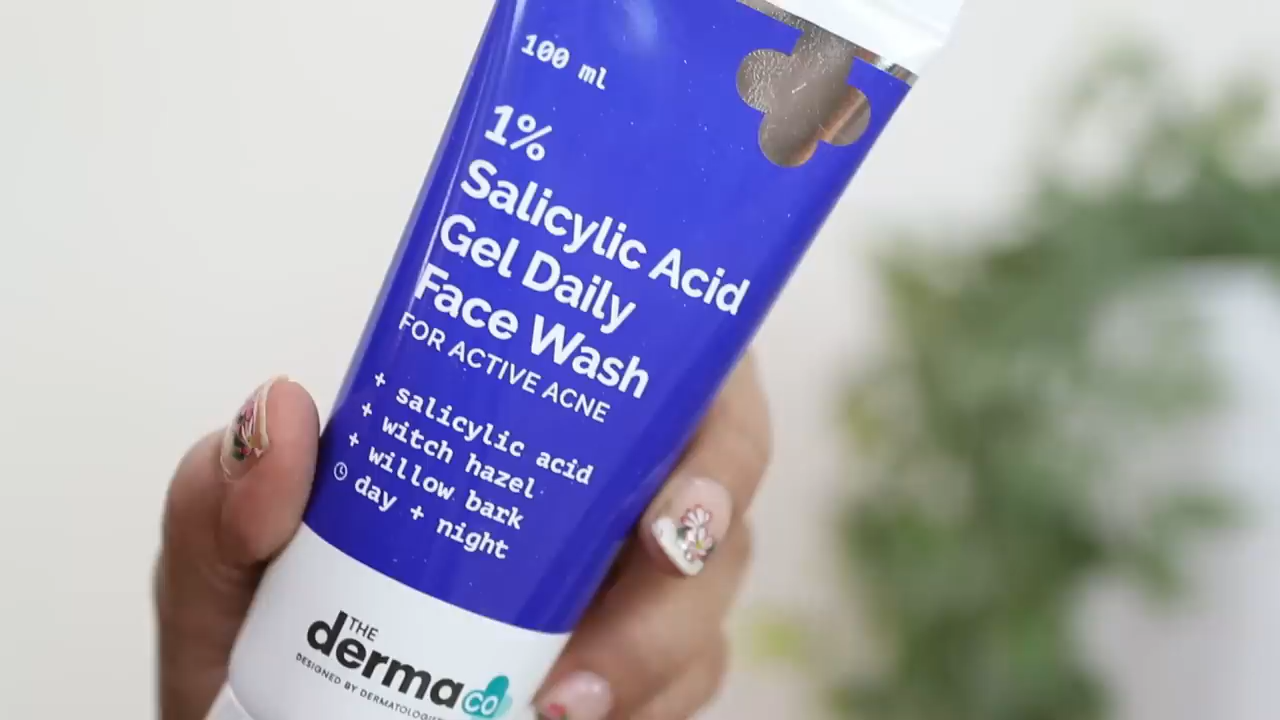 100 ml
1%
Salicylic Acid
Gel Daily
Face Wash
FOR ACTIVE ACNE
+ salicylic acid
+ witch hazel
+ willow bark
day + night
THE
derma co
DESIGNED BY